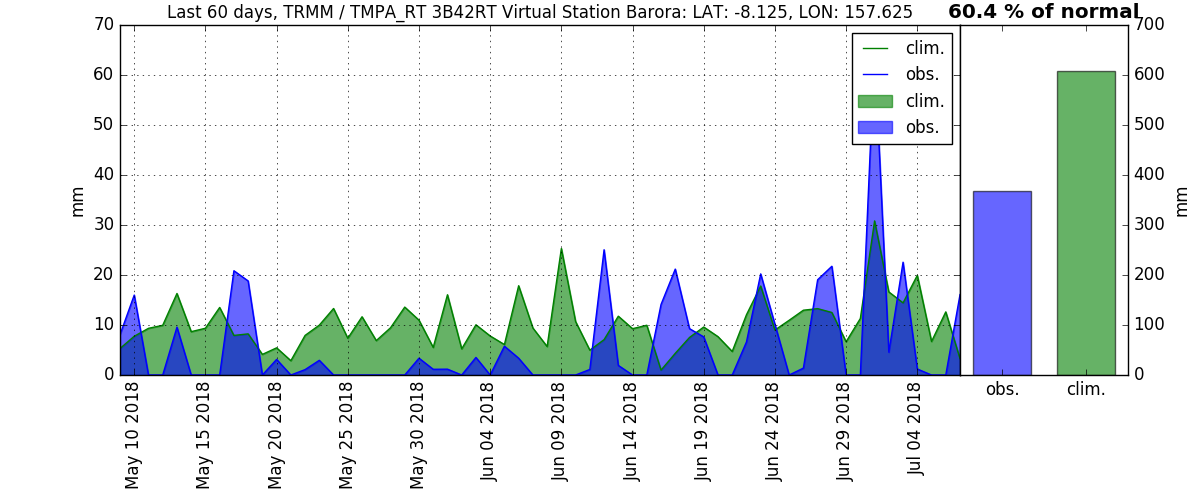 Last 60 days, TRMM / TMPA_RT 3B42RT Virtual Station Barora: LAT: -8.125, LON: 157.625
60.4 % of normal
mm
70
60
50
40
30
20
10
0
clim.
obs.
clim.
obs.
700
600
500
400
300
200
100
0
mm
May 10 2018
May 15 2018
May 20 2018
May 25 2018
May 30 2018
Jun 04 2018
Jun 09 2018
Jun 14 2018
Jun 19 2018
Jun 24 2018
Jun 29 2018
Jul 04 2018
obs.
clim.